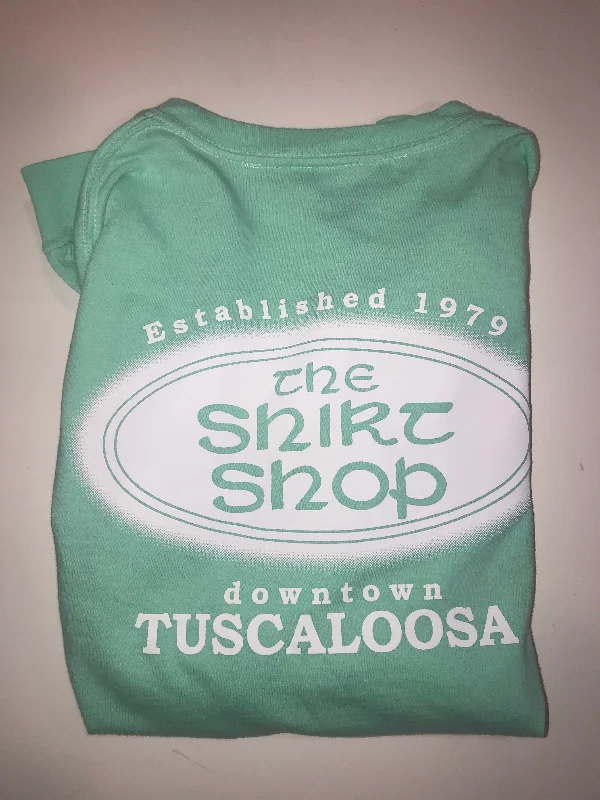 Established 1979
the
SHIRT
SHOP
downtown
TUSCALOOSA